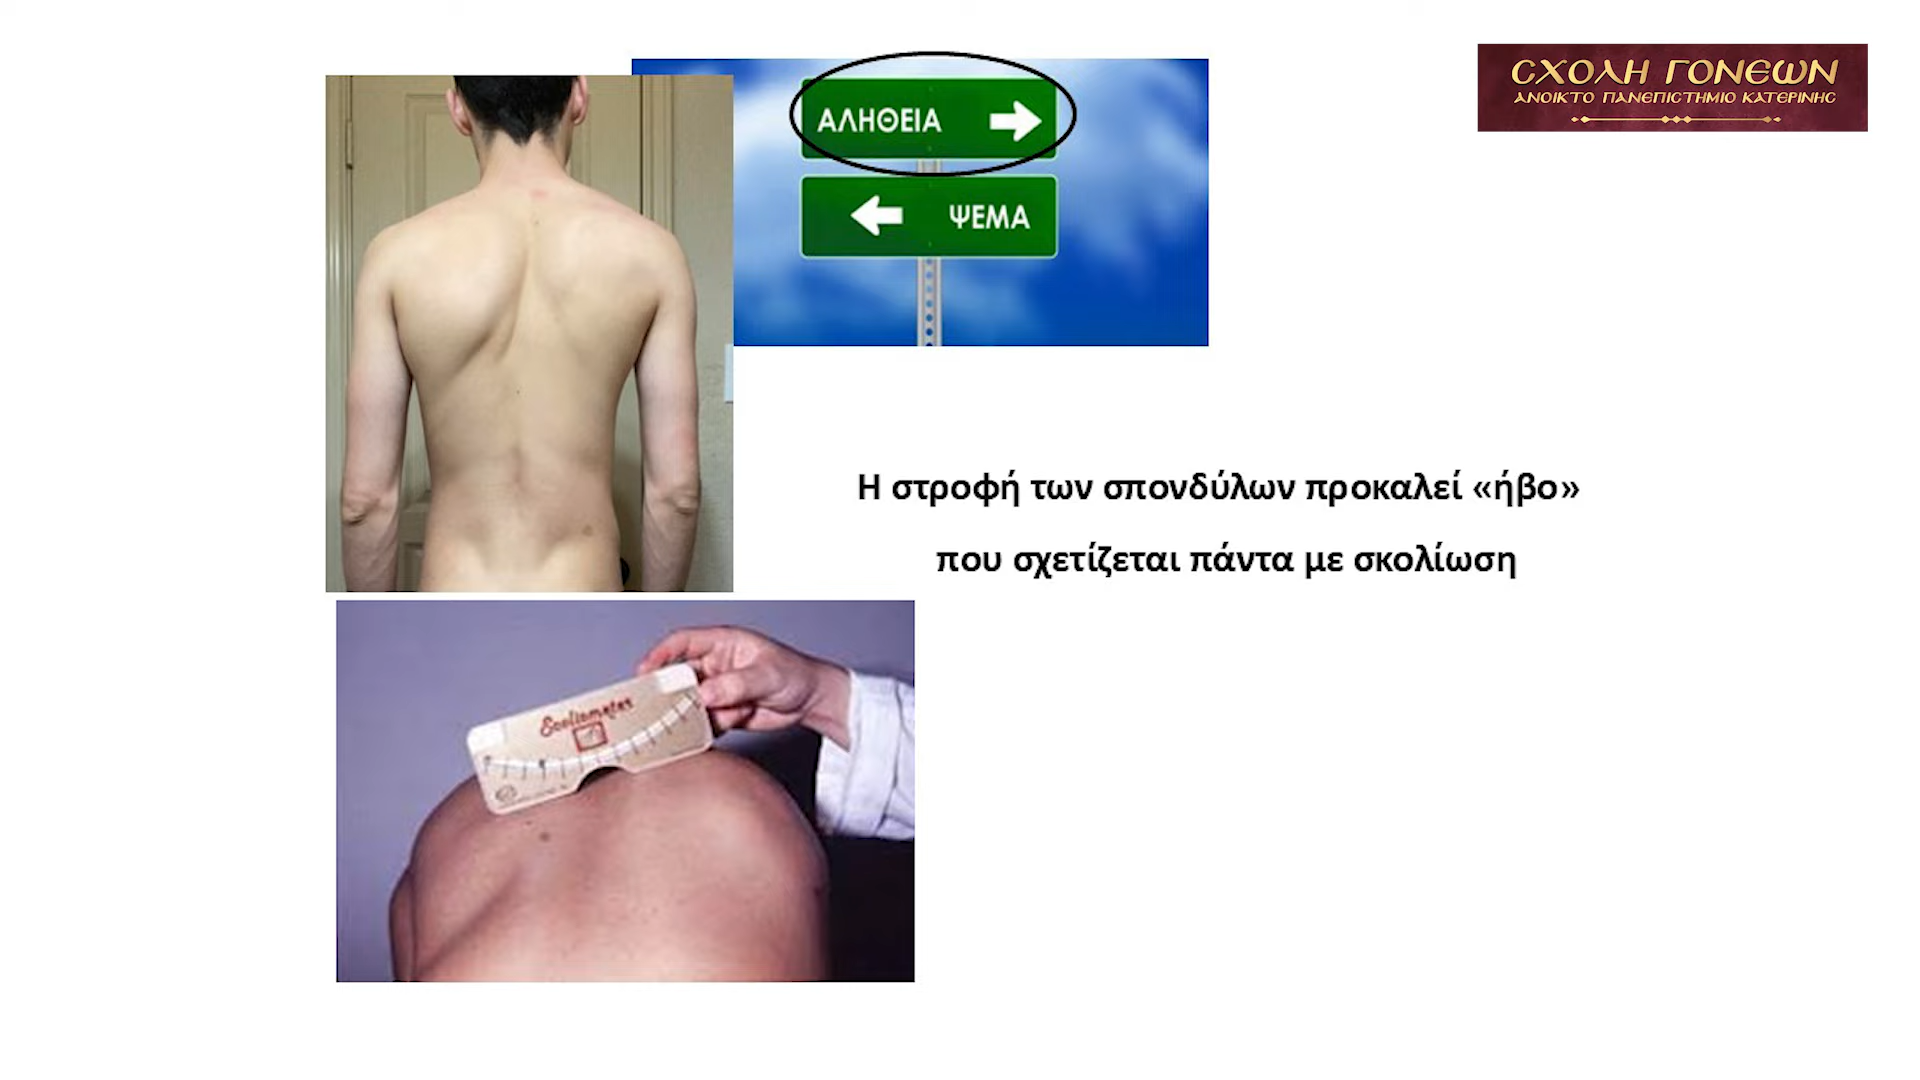 ΣΧΟΛΗ ΓΟΝΕΩΝ
ΑΝΟΙΚΤΟ ΠΑΝΕΠΙΣΤΗΜΙΟ ΚΑΤΕΡΙΝΗΣ
ΑΛΗΘΕΙΑ
ΨΕΜΑ
Η στροφή των σπονδύλων προκαλεί «ήβο»
που σχετίζεται πάντα με σκολίωση
Scoliometer